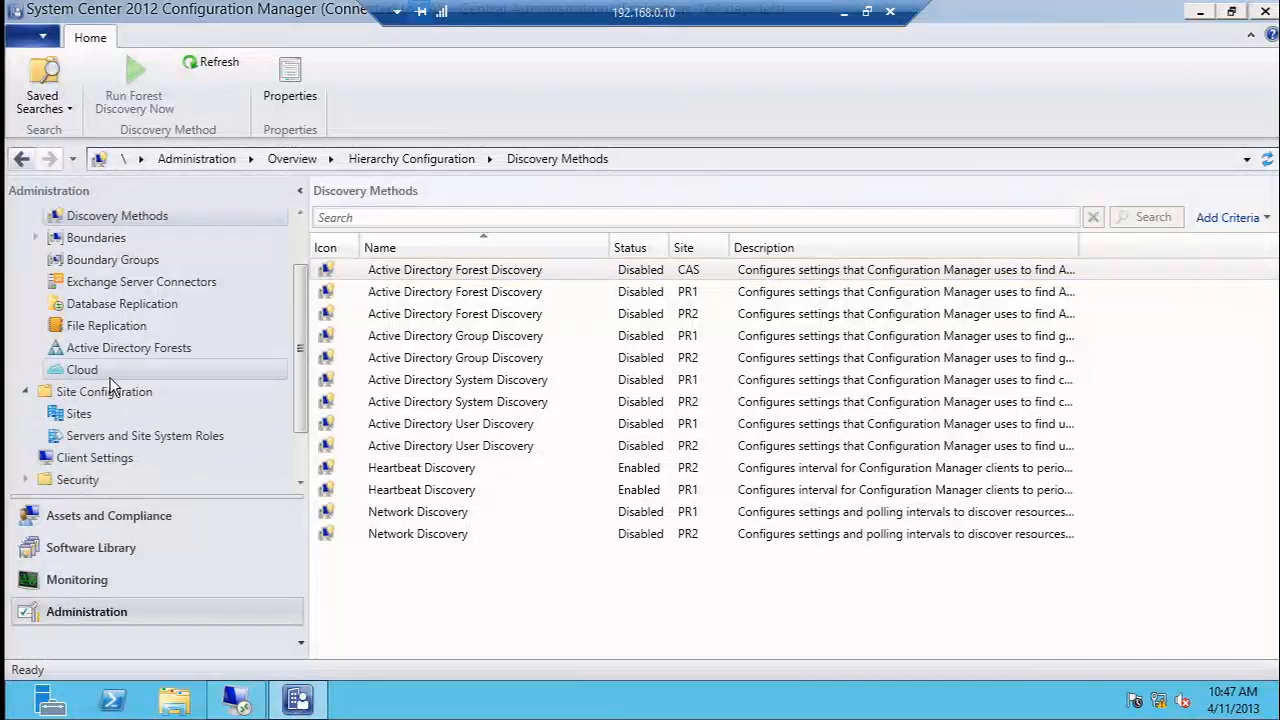 System Center 2012 Configuration Manager (Conne
192.168.0.10
Home
Saved Searches
Run Forest Discovery Now
Refresh
Properties
Search
Discovery Method
Properties
\ Administration Overview Hierarchy Configuration Discovery Methods
Administration
Discovery Methods
Boundaries
Boundary Groups
Exchange Server Connectors
Database Replication
File Replication
Active Directory Forests
Cloud
Site Configuration
Sites
Servers and Site System Roles
Client Settings
Security
Assets and Compliance
Software Library
Monitoring
Administration
Discovery Methods
Search
Search
Add Criteria
Icon Name Status Site Description
Active Directory Forest Discovery Disabled CAS Configures settings that Configuration Manager uses to find A...
Active Directory Forest Discovery Disabled PR1 Configures settings that Configuration Manager uses to find A...
Active Directory Forest Discovery Disabled PR2 Configures settings that Configuration Manager uses to find A...
Active Directory Group Discovery Disabled PR1 Configures settings that Configuration Manager uses to find g...
Active Directory Group Discovery Disabled PR2 Configures settings that Configuration Manager uses to find g...
Active Directory System Discovery Disabled PR1 Configures settings that Configuration Manager uses to find c...
Active Directory System Discovery Disabled PR2 Configures settings that Configuration Manager uses to find c...
Active Directory User Discovery Disabled PR1 Configures settings that Configuration Manager uses to find u...
Active Directory User Discovery Disabled PR2 Configures settings that Configuration Manager uses to find u...
Heartbeat Discovery Enabled PR2 Configures interval for Configuration Manager clients to perio...
Heartbeat Discovery Enabled PR1 Configures interval for Configuration Manager clients to perio...
Network Discovery Disabled PR1 Configures settings and polling intervals to discover resources...
Network Discovery Disabled PR2 Configures settings and polling intervals to discover resources...
Ready
10:47 AM
4/11/2013